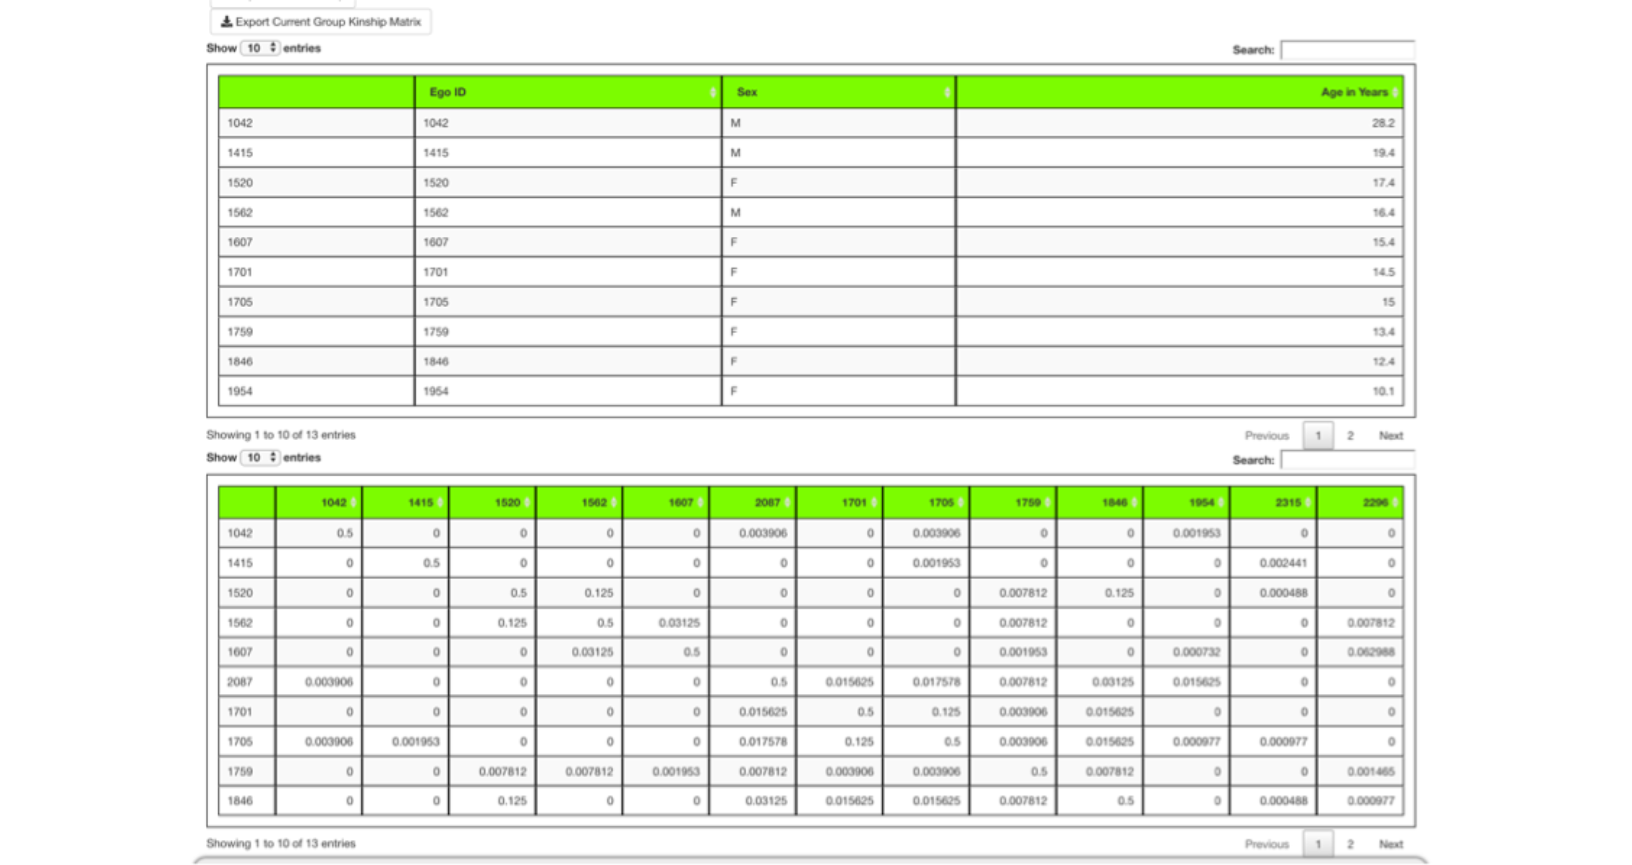 Export Current Group Kinship Matrix
Show 10 entries
Search:
Ego ID Sex Age in Years
1042 1042 M 28.2
1415 1415 M 19.4
1520 1520 F 17.4
1562 1562 M 16.4
1607 1607 F 15.4
1701 1701 F 14.5
1705 1705 F 15
1759 1759 F 13.4
1846 1846 F 12.4
1954 1954 F 10.1
Showing 1 to 10 of 13 entries
Previous 1 2 Next
Show 10 entries
Search:
1042 1415 1520 1562 1607 2087 1701 1705 1759 1846 1954 2315 2296
1042 0.5 0 0 0 0 0.003906 0 0.003906 0 0 0.001953 0 0
1415 0 0.5 0 0 0 0 0 0.001953 0 0 0 0.002441 0
1520 0 0 0.5 0.125 0 0 0 0 0.007812 0.125 0 0.000488 0
1562 0 0 0.125 0.5 0.03125 0 0 0 0.007812 0 0 0 0.007812
1607 0 0 0 0.03125 0.5 0 0 0 0.001953 0 0.000732 0 0.062988
2087 0.003906 0 0 0 0 0.5 0.015625 0.017578 0.007812 0.03125 0.015625 0 0
1701 0 0 0 0 0 0.015625 0.5 0.125 0.003906 0.015625 0 0 0
1705 0.003906 0.001953 0 0 0 0.017578 0.125 0.5 0.003906 0.015625 0.000977 0.000977 0
1759 0 0 0.007812 0.007812 0.001953 0.007812 0.003906 0.003906 0.5 0.007812 0 0 0.001465
1846 0 0 0.125 0 0 0.03125 0.015625 0.015625 0.007812 0.5 0 0.000488 0.000977
Showing 1 to 10 of 13 entries
Previous 1 2 Next